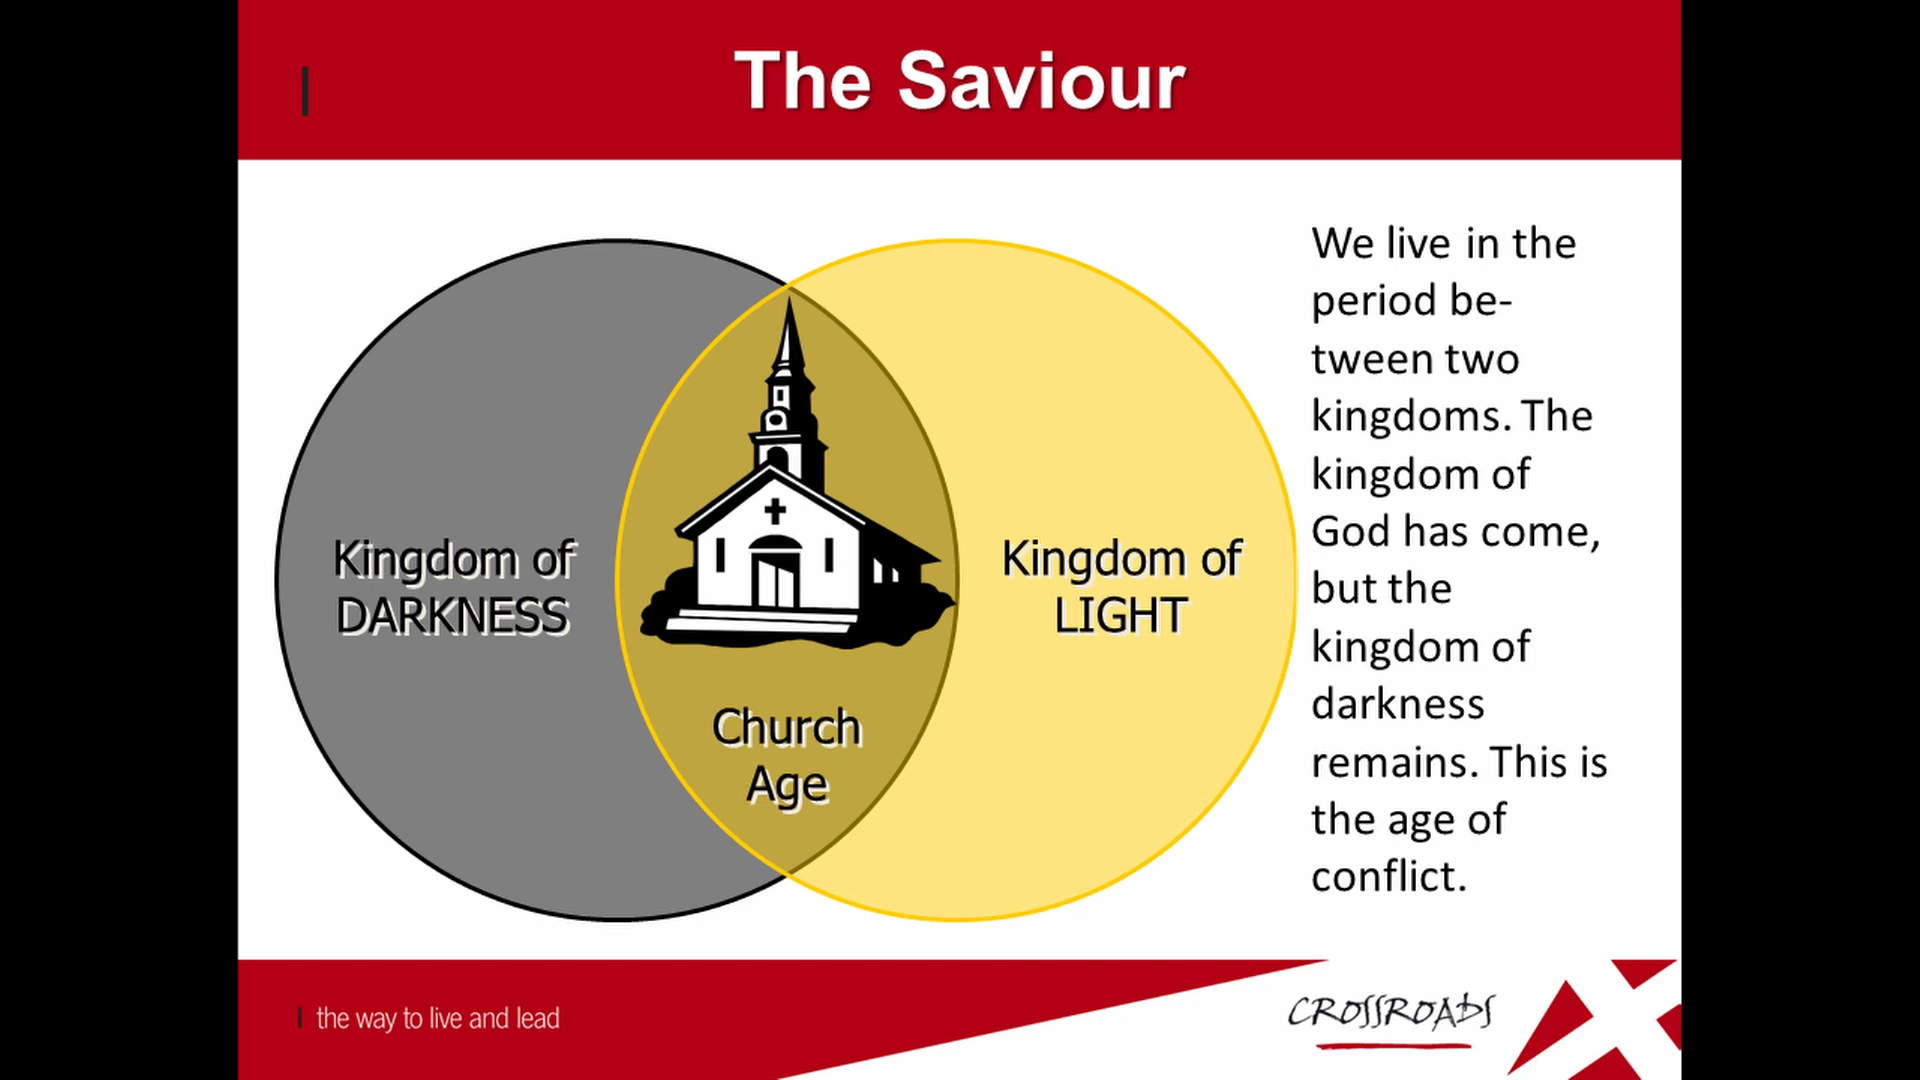 The Saviour
Kingdom of
DARKNESS
Church
Age
Kingdom of
LIGHT
We live in the
period be-
tween two
kingdoms. The
kingdom of
God has come,
but the
kingdom of
darkness
remains. This is
the age of
conflict.
the way to live and lead
CROSSROADS